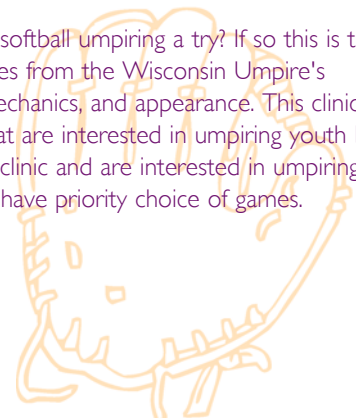 softball umpiring a try? If so this is t
es from the Wisconsin Umpire's
echanics, and appearance. This clinic
at are interested in umpiring youth
clinic and are interested in umpiring
have priority choice of games.